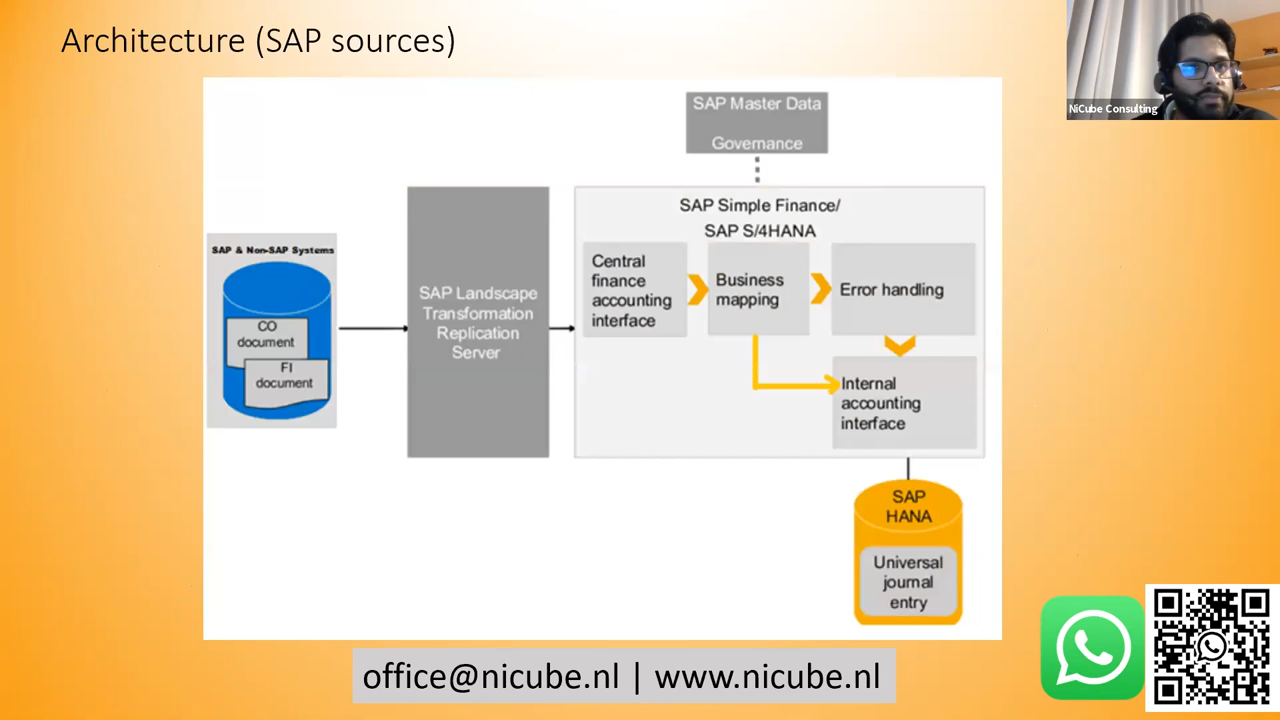 Architecture (SAP sources)
NiCube Consulting
SAP Master Data
Governance
SAP Simple Finance/
SAP S/4HANA
SAP & Non-SAP Systems
CO
document
FI
document
SAP Landscape
Transformation
Replication
Server
Central
finance
accounting
interface
Business
mapping
Error handling
Internal
accounting
interface
SAP
HANA
Universal
journal
entry
office@nicube.nl | www.nicube.nl